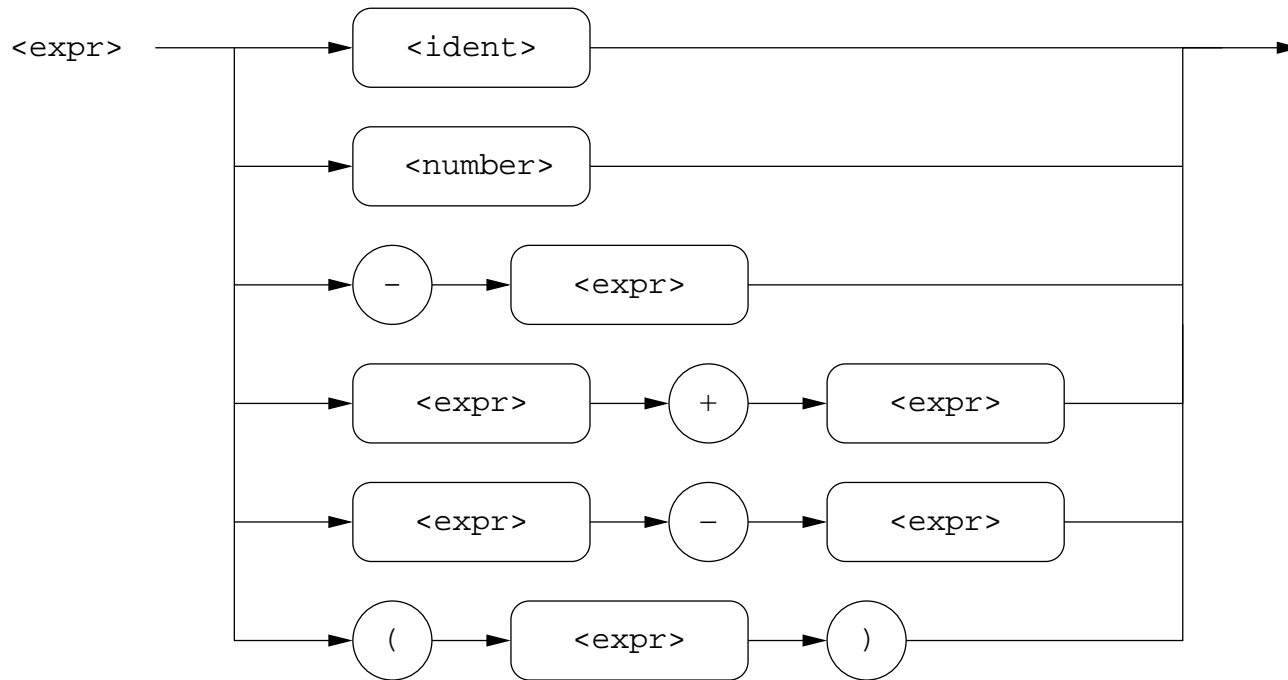 <expr> <ident>
<number>
- <expr>
<expr> + <expr>
<expr> - <expr>
( <expr> )